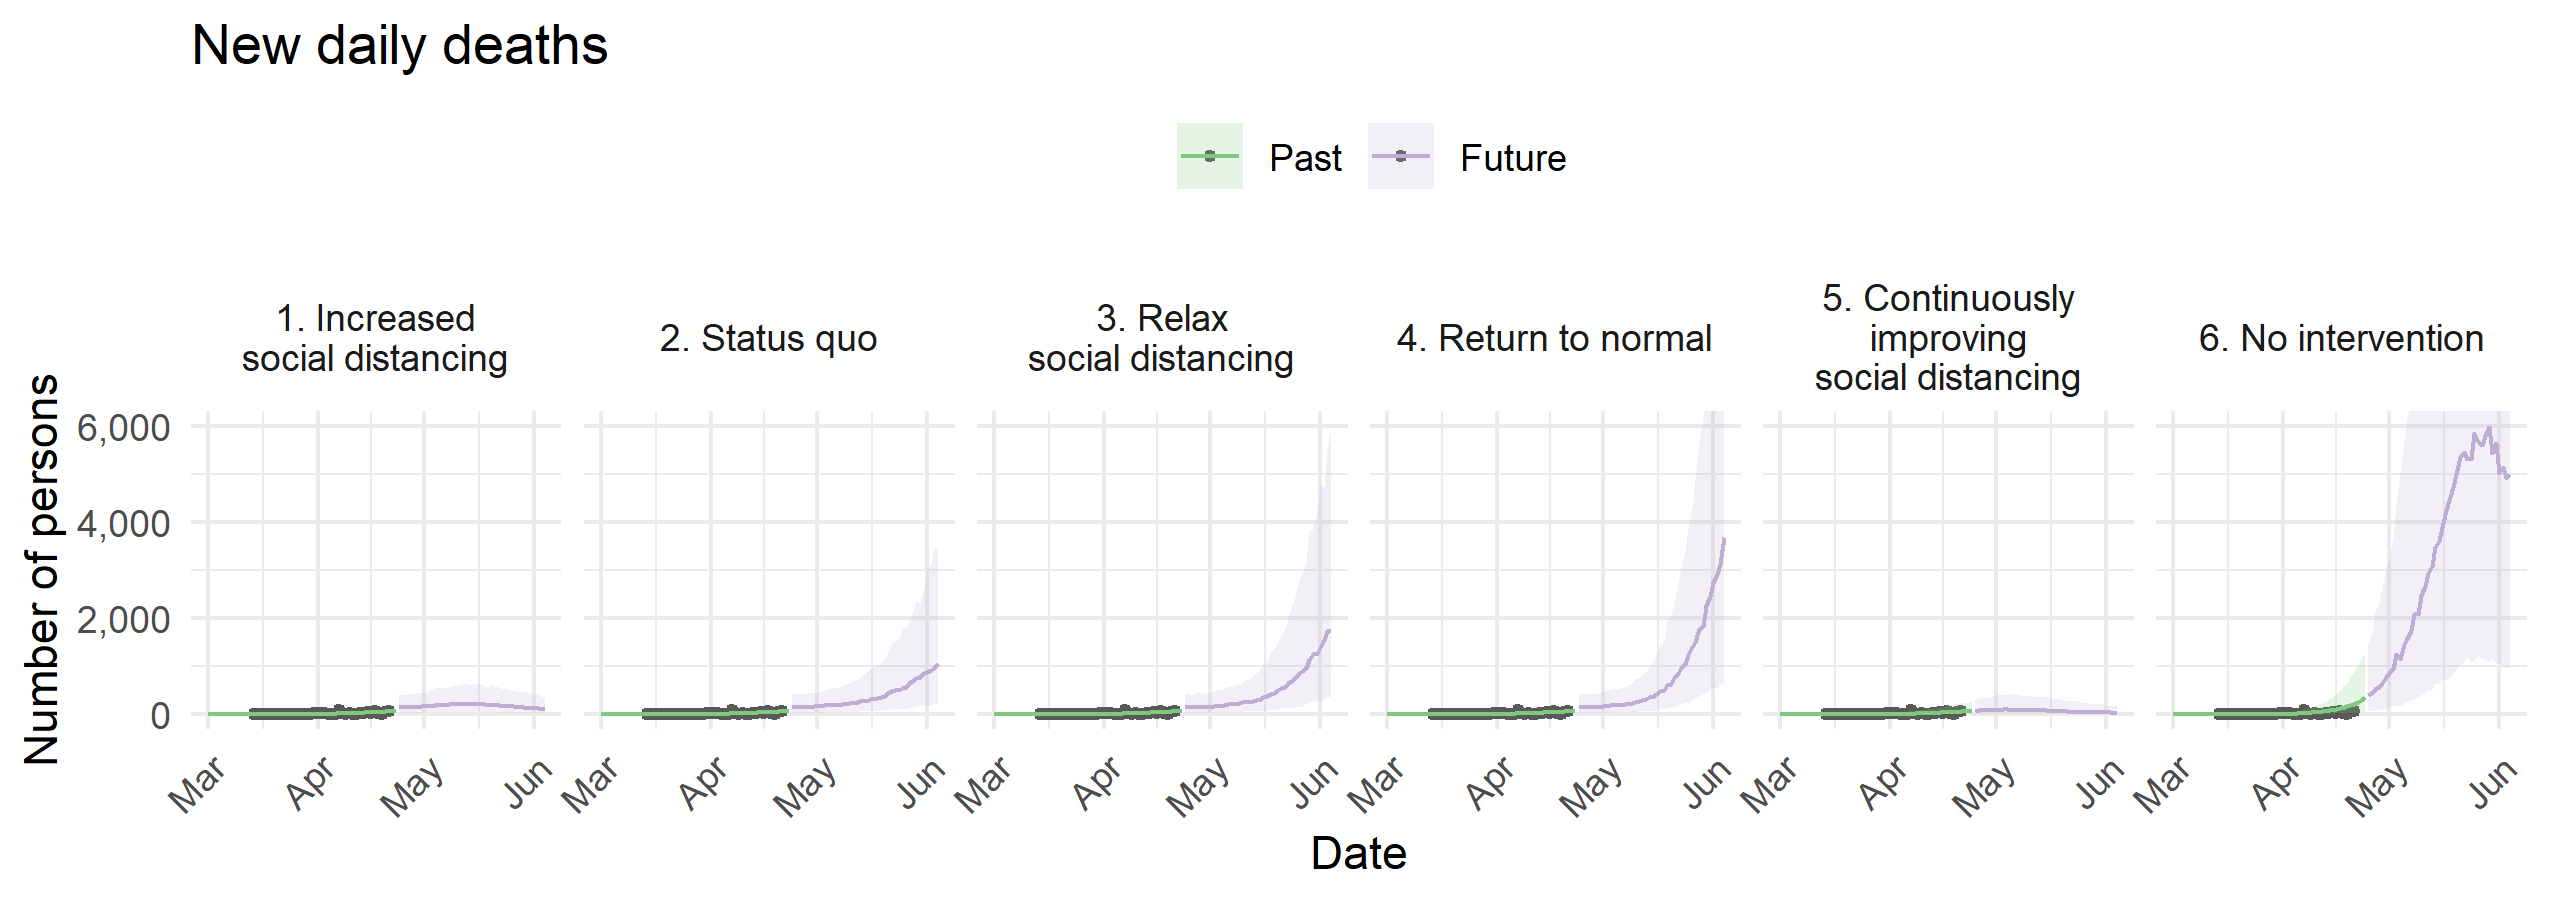 New daily deaths
Past
Future
1. Increased
social distancing
2. Status quo
3. Relax
social distancing
4. Return to normal
5. Continuously
improving
social distancing
6. No intervention
Number of persons
6,000
4,000
2,000
0
Mar
Apr
May
Jun
Mar
Apr
May
Jun
Mar
Apr
May
Jun
Mar
Apr
May
Jun
Mar
Apr
May
Jun
Mar
Apr
May
Jun
Date